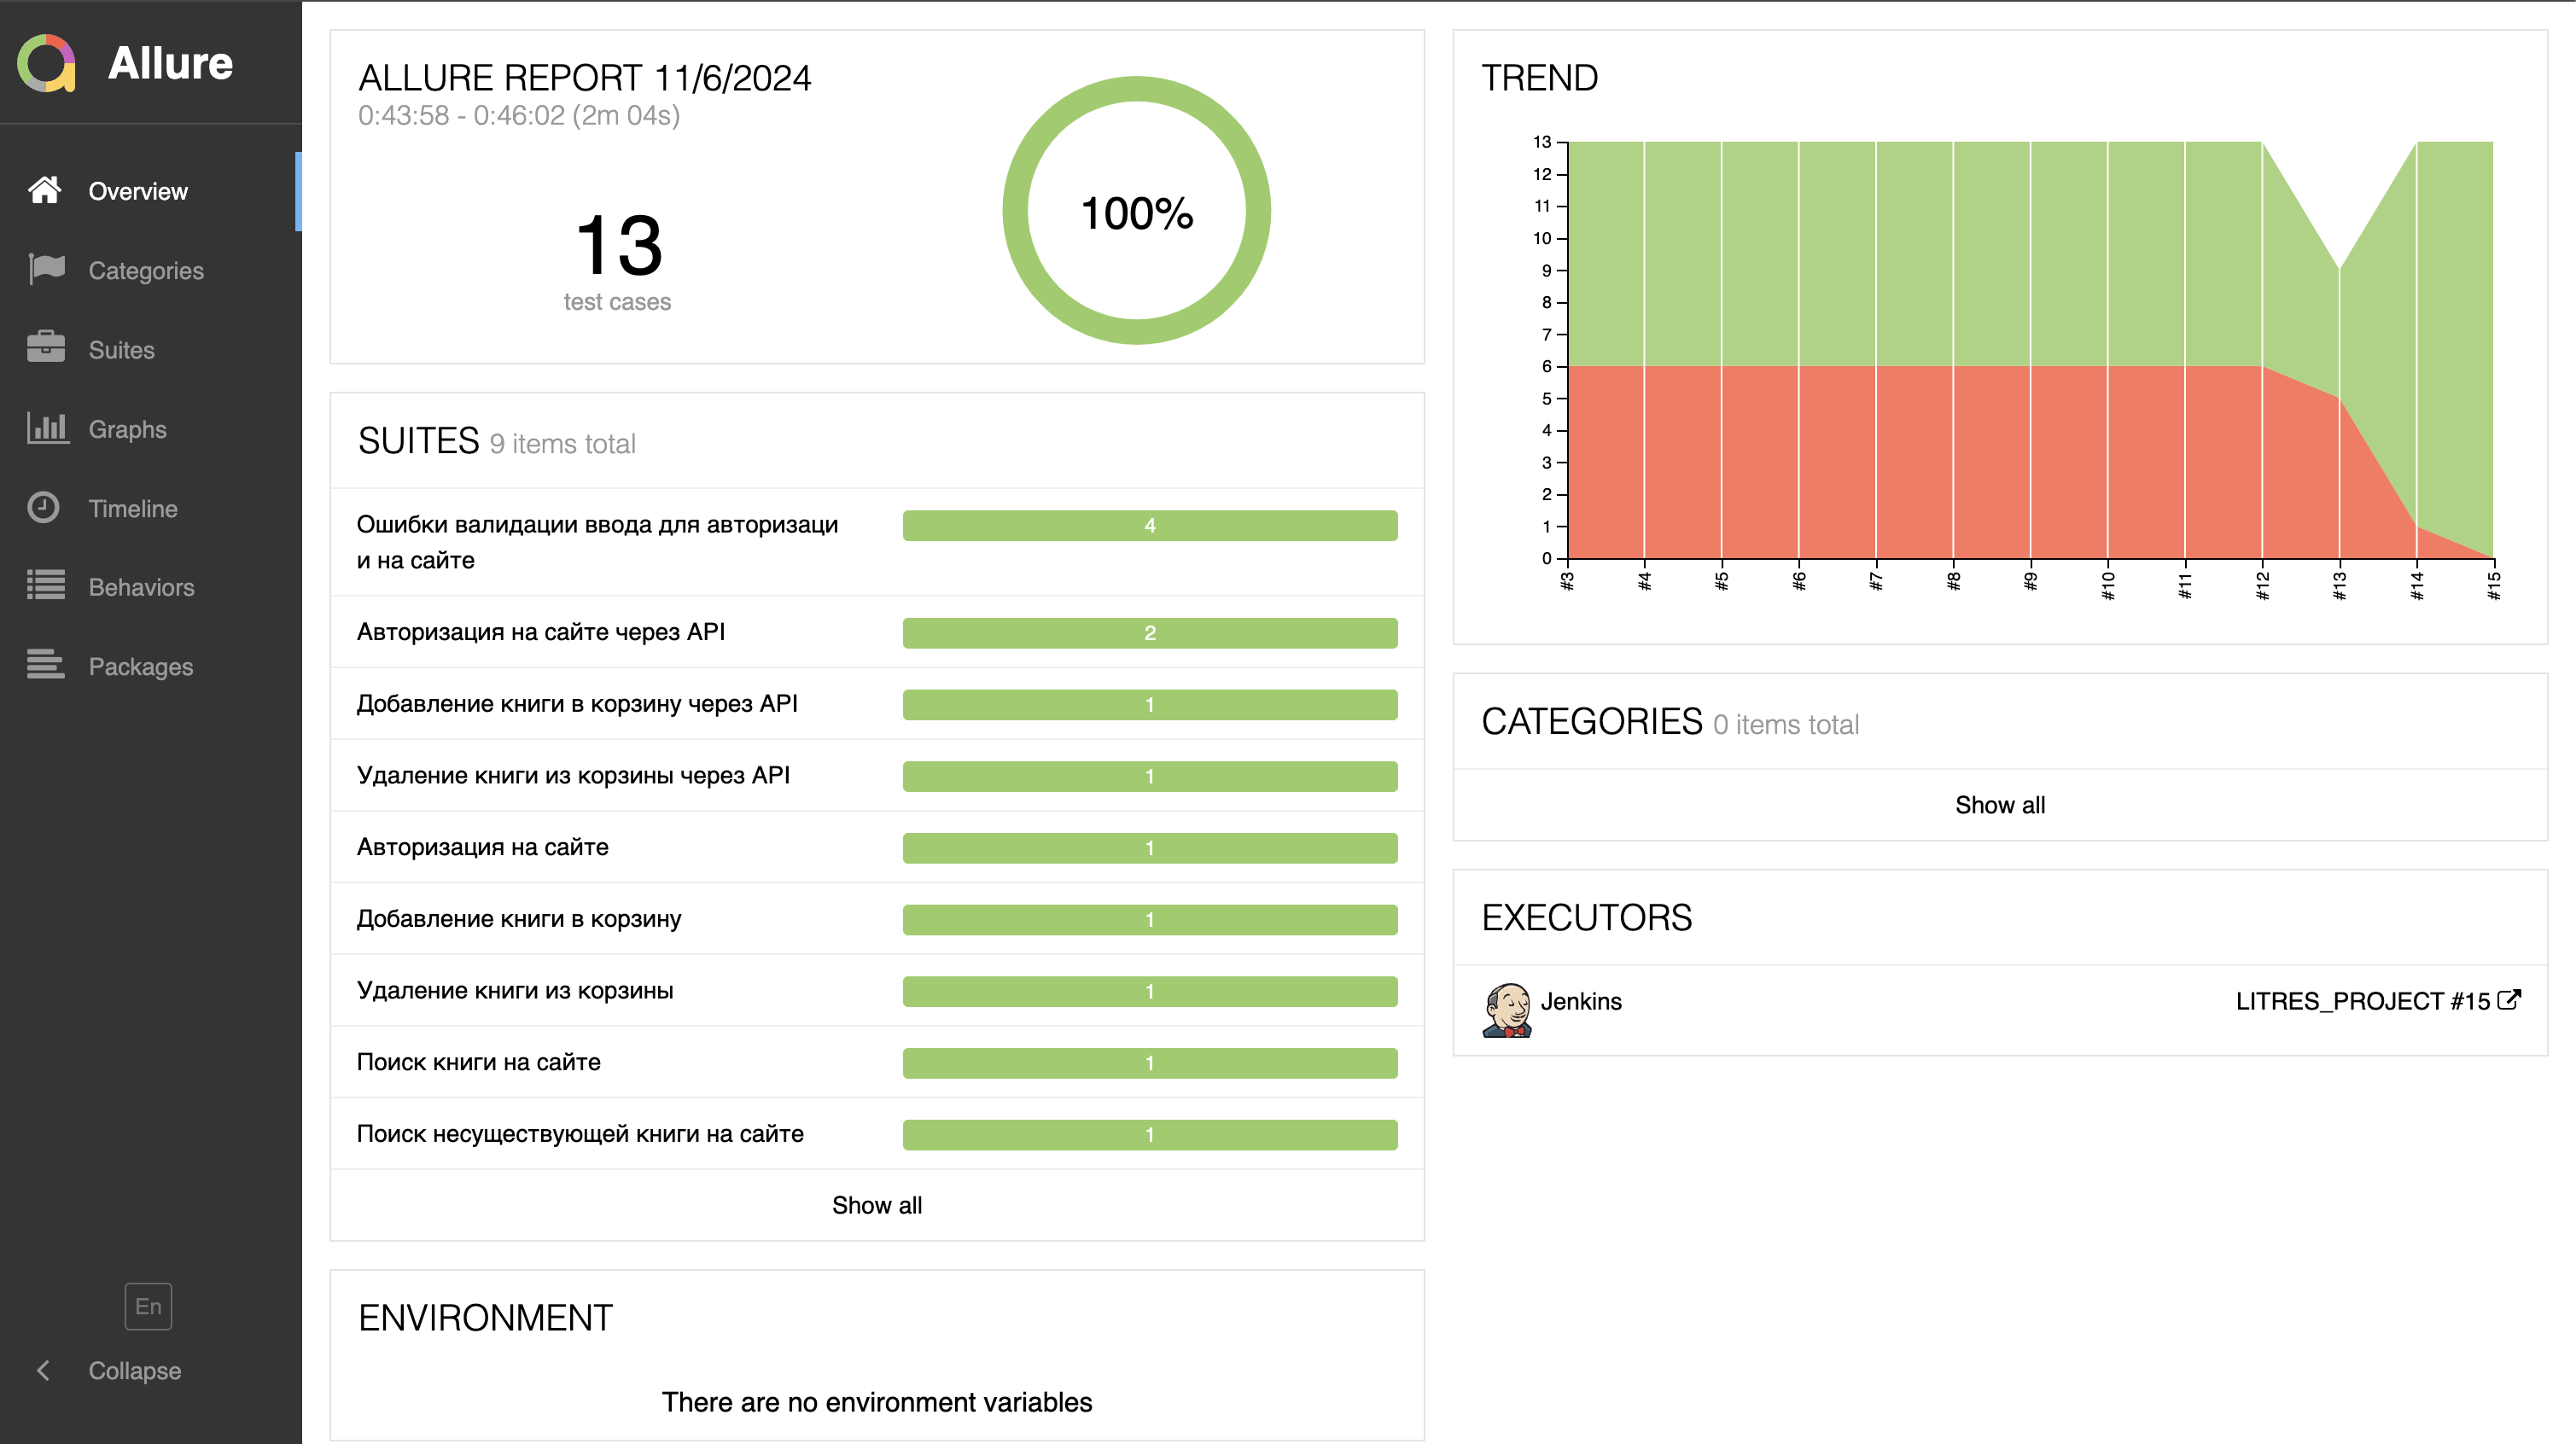 Allure
Overview
Categories
Suites
Graphs
Timeline
Behaviors
Packages
En
Collapse
ALLURE REPORT 11/6/2024
0:43:58 - 0:46:02 (2m 04s)
13
test cases
100%
SUITES 9 items total
Ошибки валидации ввода для авторизаци
и на сайте
4
Авторизация на сайте через API
2
Добавление книги в корзину через API
1
Удаление книги из корзины через API
1
Авторизация на сайте
1
Добавление книги в корзину
1
Удаление книги из корзины
1
Поиск книги на сайте
1
Поиск несуществующей книги на сайте
1
Show all
ENVIRONMENT
There are no environment variables
TREND
13
12
11
10
9
8
7
6
5
4
3
2
1
0
#3
#4
#5
#6
#7
#8
#9
#10
#11
#12
#13
#14
#15
CATEGORIES 0 items total
Show all
EXECUTORS
Jenkins
LITRES_PROJECT #15